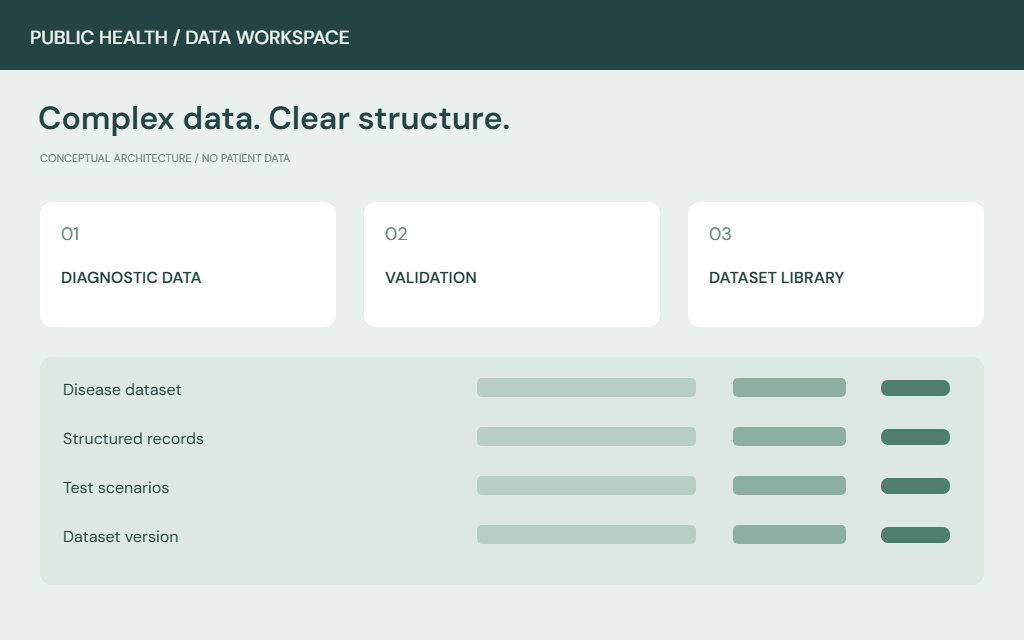 PUBLIC HEALTH / DATA WORKSPACE
Complex data. Clear structure.
CONCEPTUAL ARCHITECTURE / NO PATIENT DATA
01
DIAGNOSTIC DATA
02
VALIDATION
03
DATASET LIBRARY
Disease dataset
Structured records
Test scenarios
Dataset version